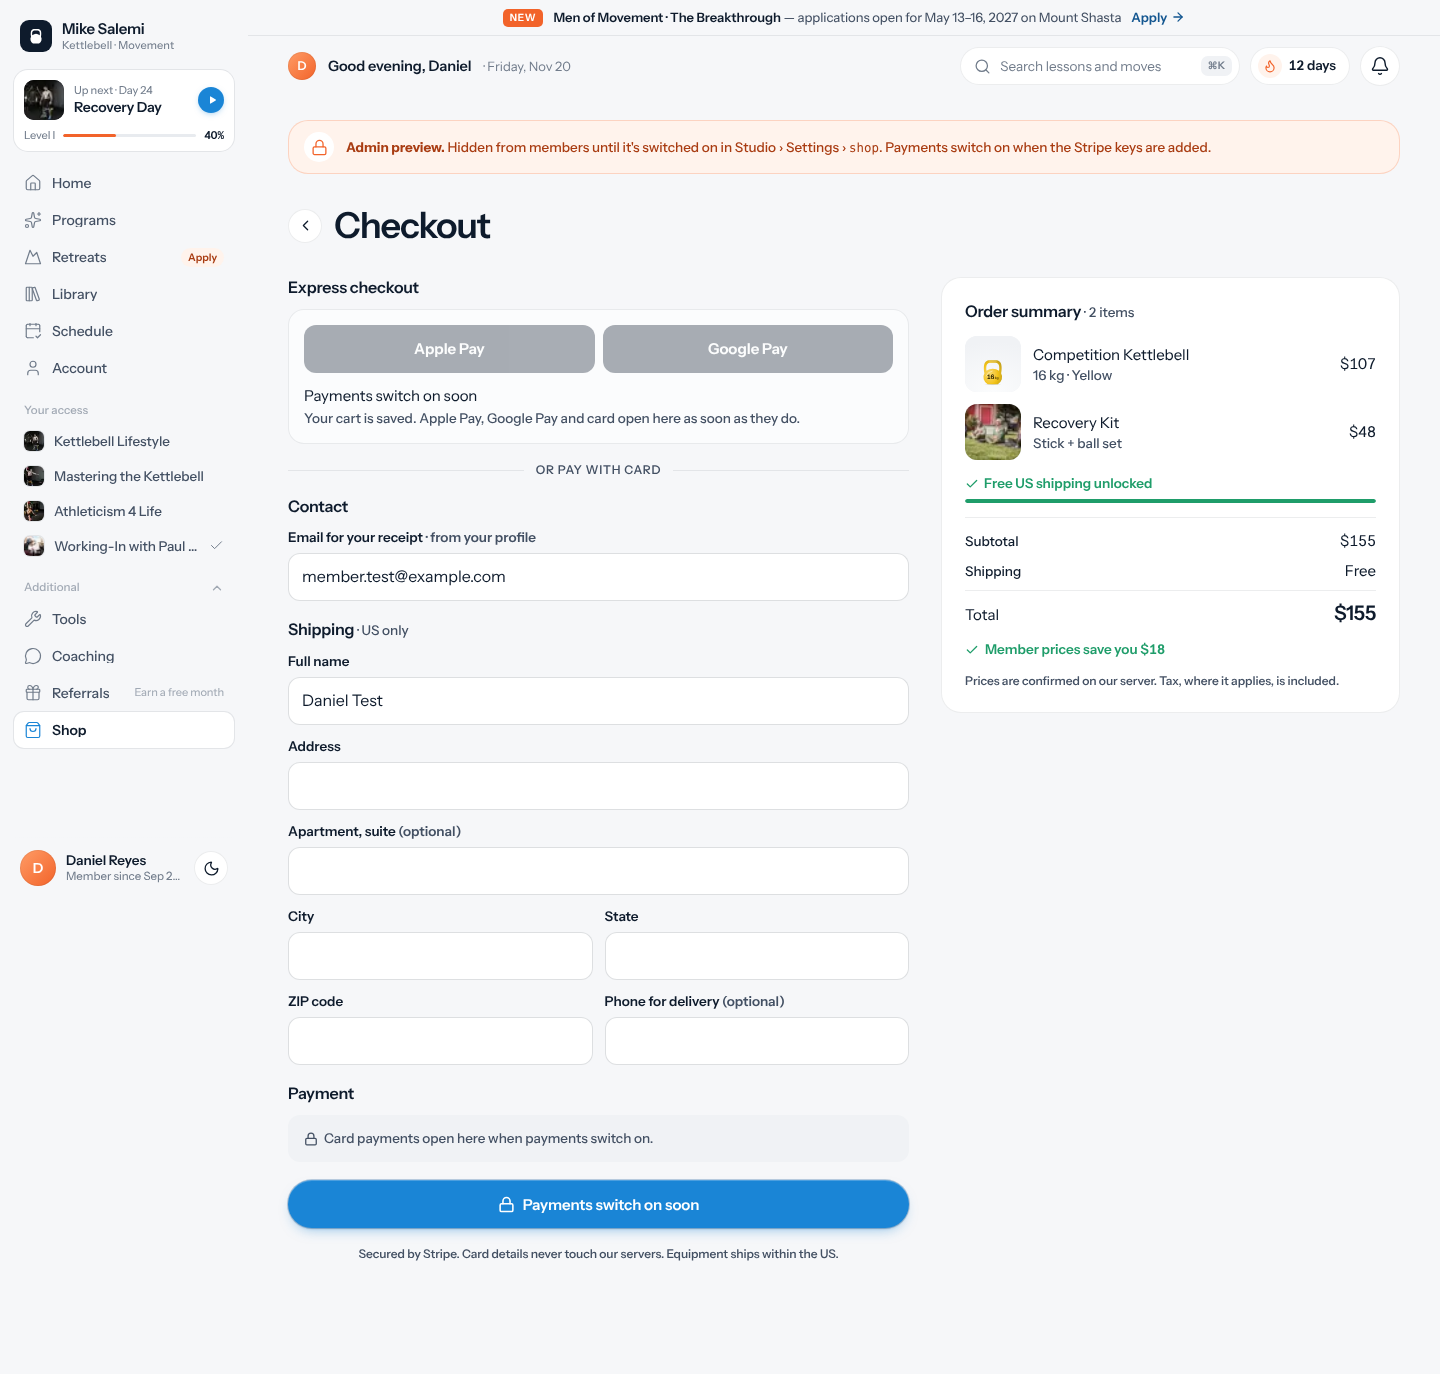 Mike Salemi
Kettlebell · Movement
Up next · Day 24
Recovery Day
Level I
40%
Home
Programs
Retreats
Apply
Library
Schedule
Account
Your access
Kettlebell Lifestyle
Mastering the Kettlebell
Athleticism 4 Life
Working-In with Paul ...
Additional
Tools
Coaching
Referrals
Earn a free month
Shop
Daniel Reyes
Member since Sep 2...
NEW Men of Movement · The Breakthrough — applications open for May 13–16, 2027 on Mount Shasta Apply →
D Good evening, Daniel · Friday, Nov 20
Search lessons and moves ⌘K
12 days
Admin preview. Hidden from members until it's switched on in Studio › Settings › shop. Payments switch on when the Stripe keys are added.
Checkout
Express checkout
Apple Pay
Google Pay
Payments switch on soon
Your cart is saved. Apple Pay, Google Pay and card open here as soon as they do.
OR PAY WITH CARD
Contact
Email for your receipt · from your profile
member.test@example.com
Shipping · US only
Full name
Daniel Test
Address
Apartment, suite (optional)
City
State
ZIP code
Phone for delivery (optional)
Payment
Card payments open here when payments switch on.
Payments switch on soon
Secured by Stripe. Card details never touch our servers. Equipment ships within the US.
Order summary · 2 items
16
Competition Kettlebell
16 kg · Yellow
$107
Recovery Kit
Stick + ball set
$48
Free US shipping unlocked
Subtotal
$155
Shipping
Free
Total
$155
Member prices save you $18
Prices are confirmed on our server. Tax, where it applies, is included.
D